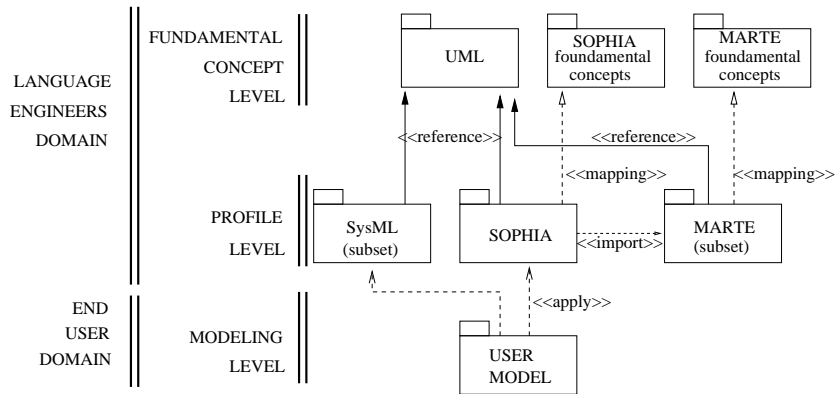 FUNDAMENTAL
CONCEPT
LEVEL
LANGUAGE
ENGINEERS
DOMAIN
UML
SOPHIA
foundamental
concepts
MARTE
foundamental
concepts
<<reference>>
<<reference>>
<<mapping>>
<<mapping>>
PROFILE
LEVEL
SysML
(subset)
SOPHIA
<<import>>
MARTE
(subset)
<<apply>>
END
USER
DOMAIN
MODELING
LEVEL
USER
MODEL